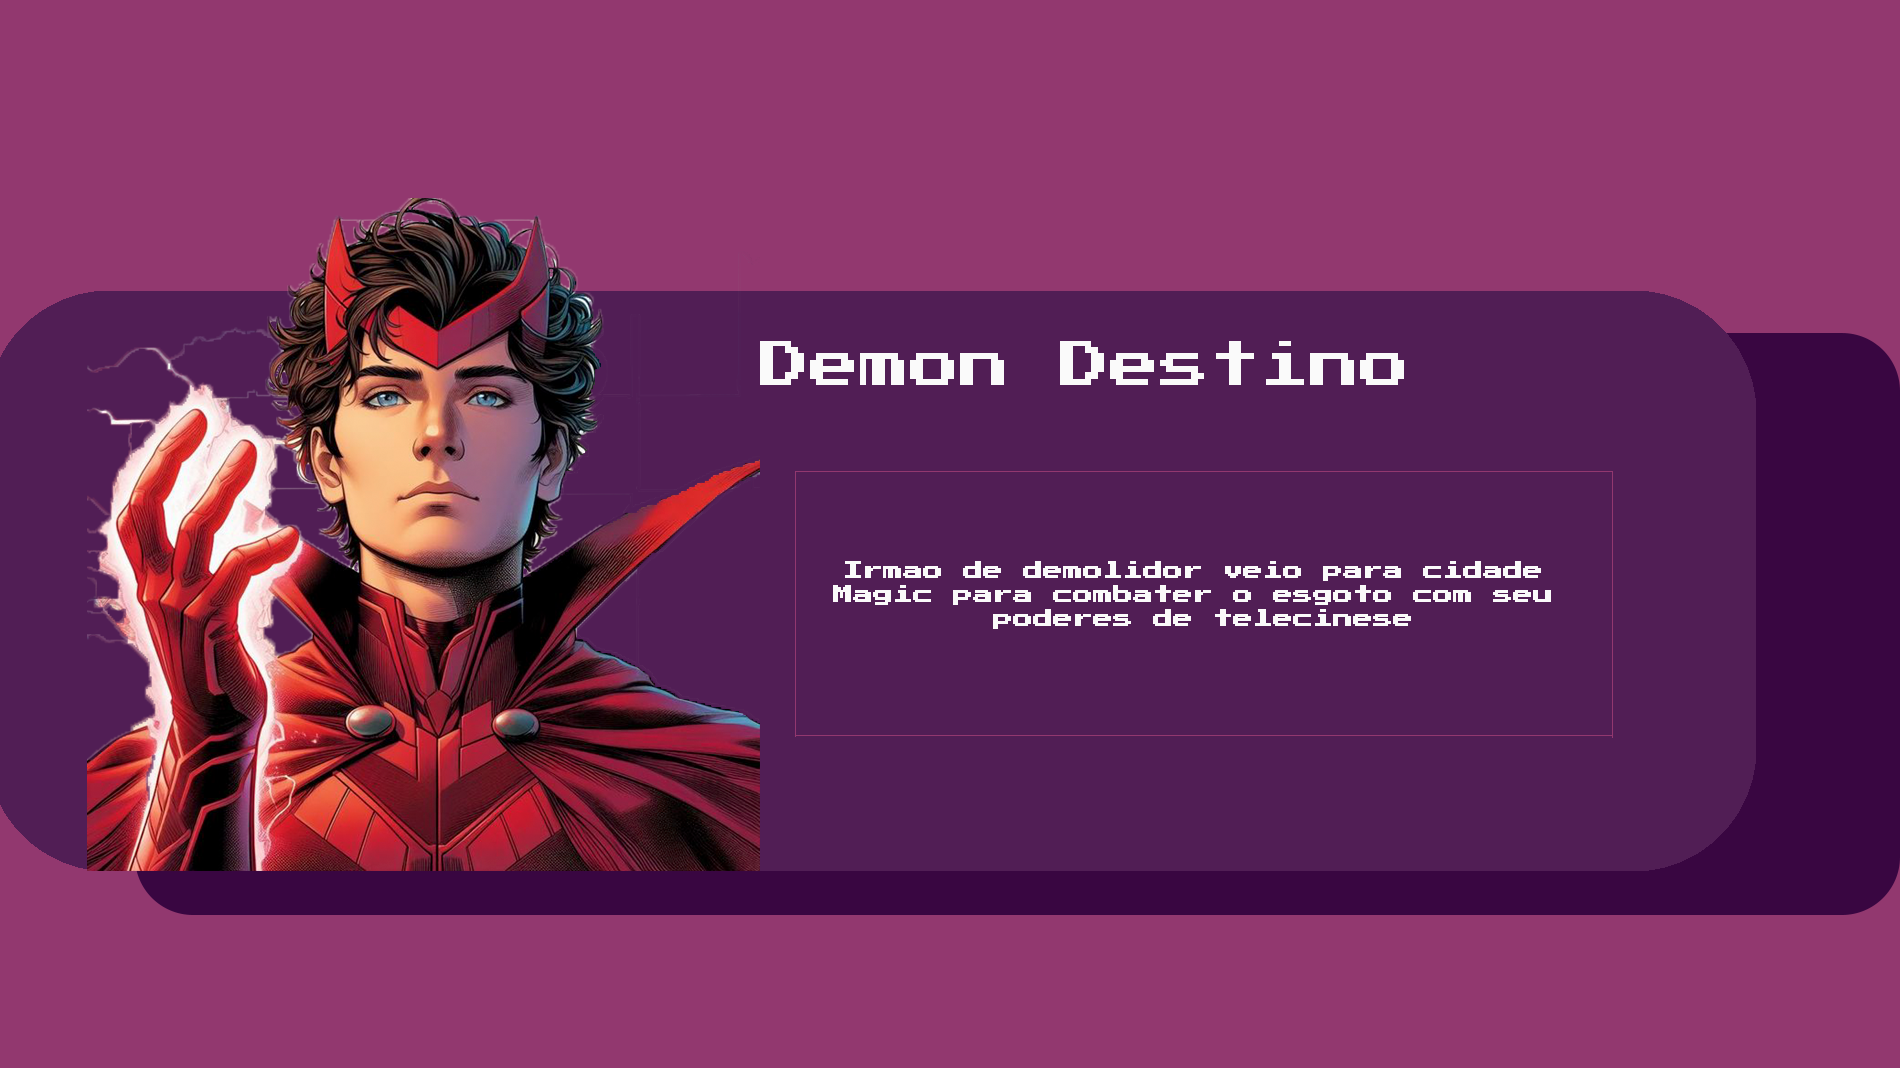 Demon Destino
Irmao de demolidor veio para cidade
Magic para combater o esgoto com seu
poderes de telecinese